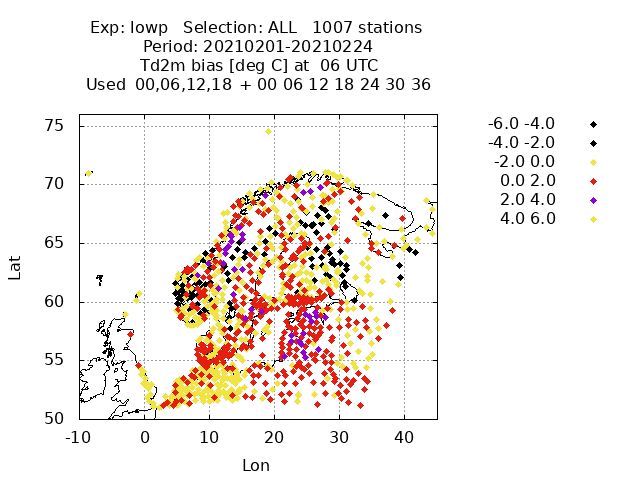 Exp: lowp   Selection: ALL   1007 stations
Period: 20210201-20210224
Td2m bias [deg C] at  06 UTC
Used  00,06,12,18 + 00 06 12 18 24 30 36
75
70
65
60
55
50
Lat
-10 0 10 20 30 40
Lon
-6.0 -4.0
-4.0 -2.0
-2.0 0.0
0.0 2.0
2.0 4.0
4.0 6.0